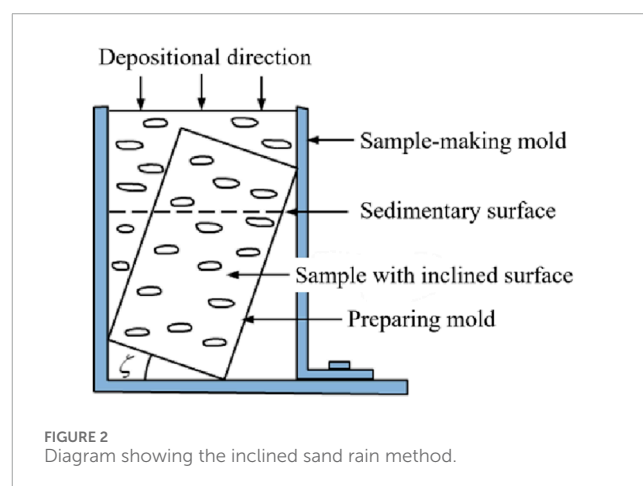 Depositional direction
Sample-making mold
Sedimentary surface
Sample with inclined surface
Preparing mold
ζ
FIGURE 2
Diagram showing the inclined sand rain method.